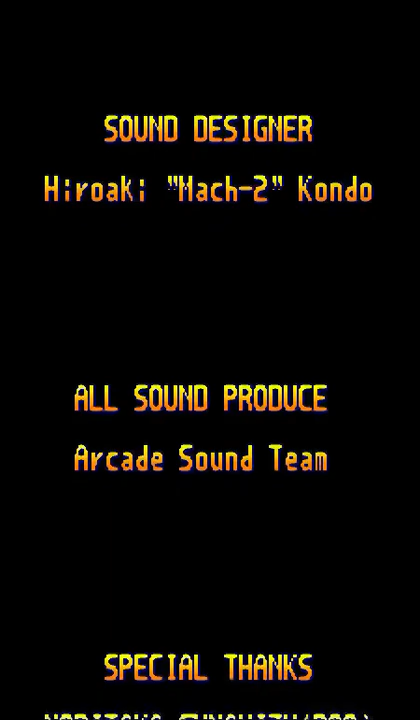 SOUND DESIGNER
Hiroaki "Mach-2" Kondo
ALL SOUND PRODUCE
Arcade Sound Team
SPECIAL THANKS